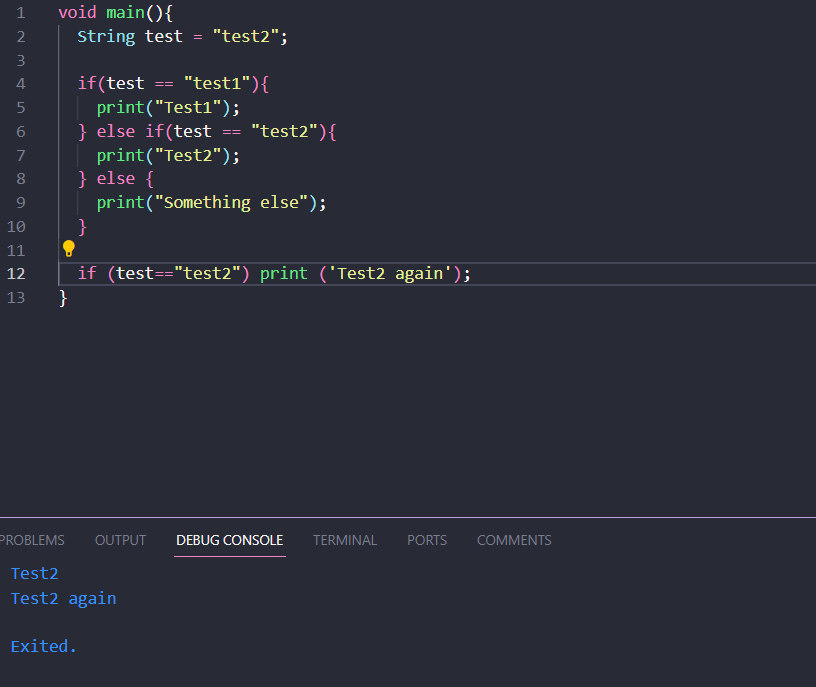 1 void main(){
2   String test = "test2";
3
4   if(test == "test1"){
5     print("Test1");
6   } else if(test == "test2"){
7     print("Test2");
8   } else {
9     print("Something else");
10   }
11
12   if (test=="test2") print ('Test2 again');
13 }
PROBLEMS OUTPUT DEBUG CONSOLE TERMINAL PORTS COMMENTS
Test2
Test2 again
Exited.